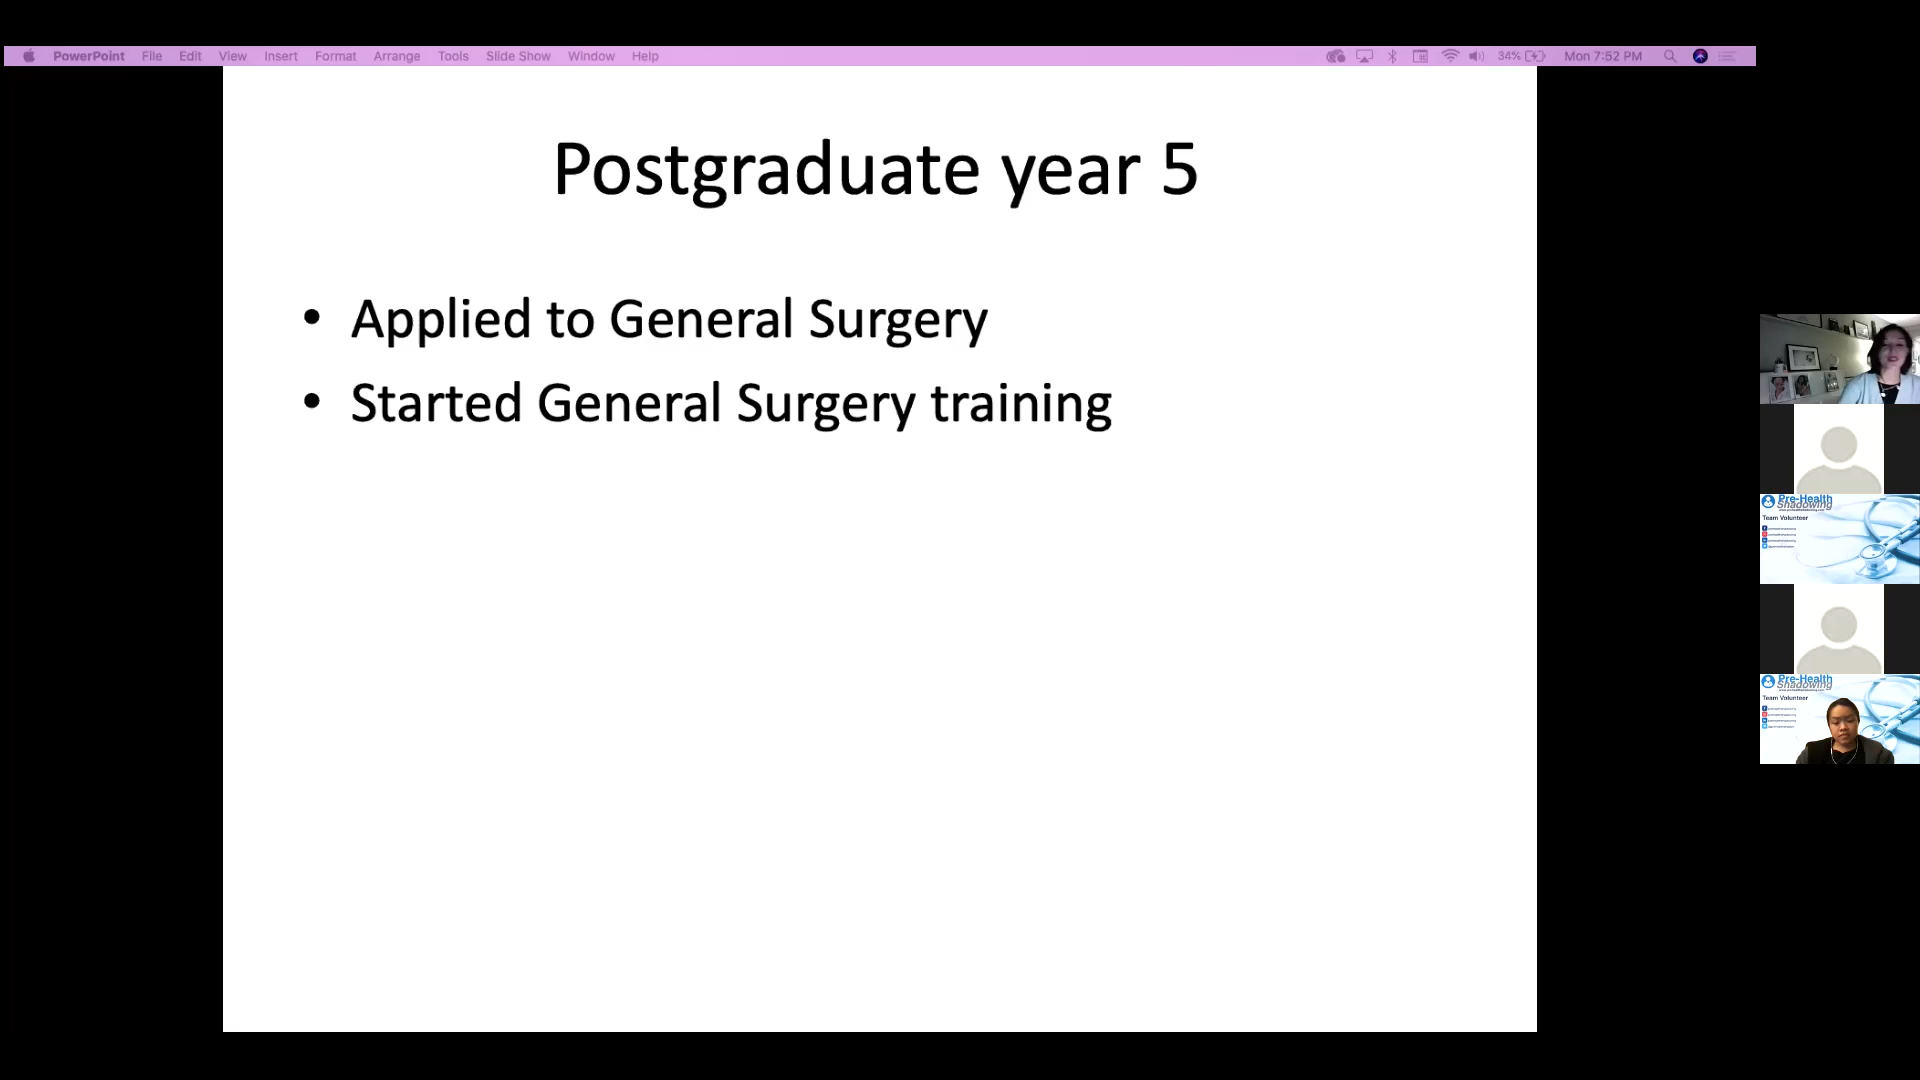 PowerPoint File Edit View Insert Format Arrange Tools Slide Show Window Help 34% Mon 7:52 PM
Postgraduate year 5
• Applied to General Surgery
• Started General Surgery training
Pre-Health
Shadowing
Team Volunteer
Pre-Health
Shadowing
Team Volunteer